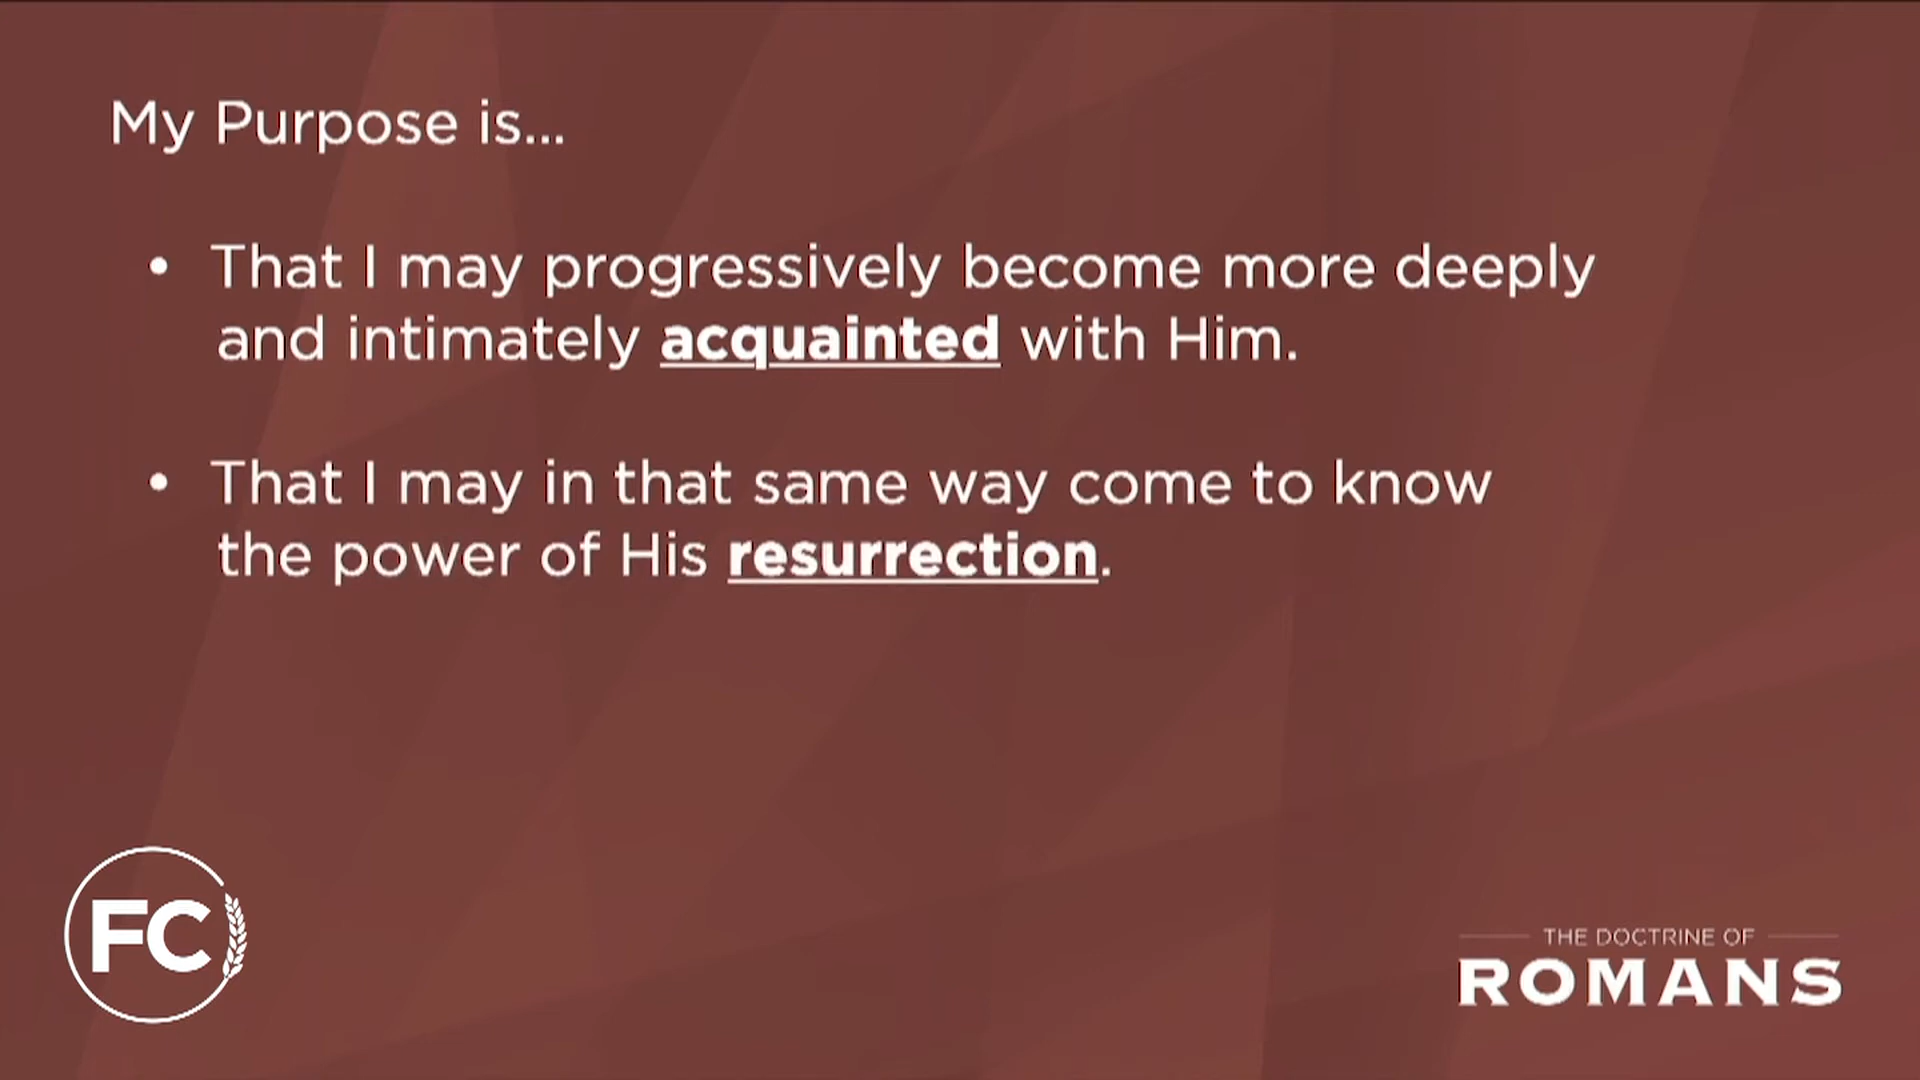 My Purpose is...
• That I may progressively become more deeply
and intimately acquainted with Him.
• That I may in that same way come to know
the power of His resurrection.
FC
THE DOCTRINE OF
ROMANS